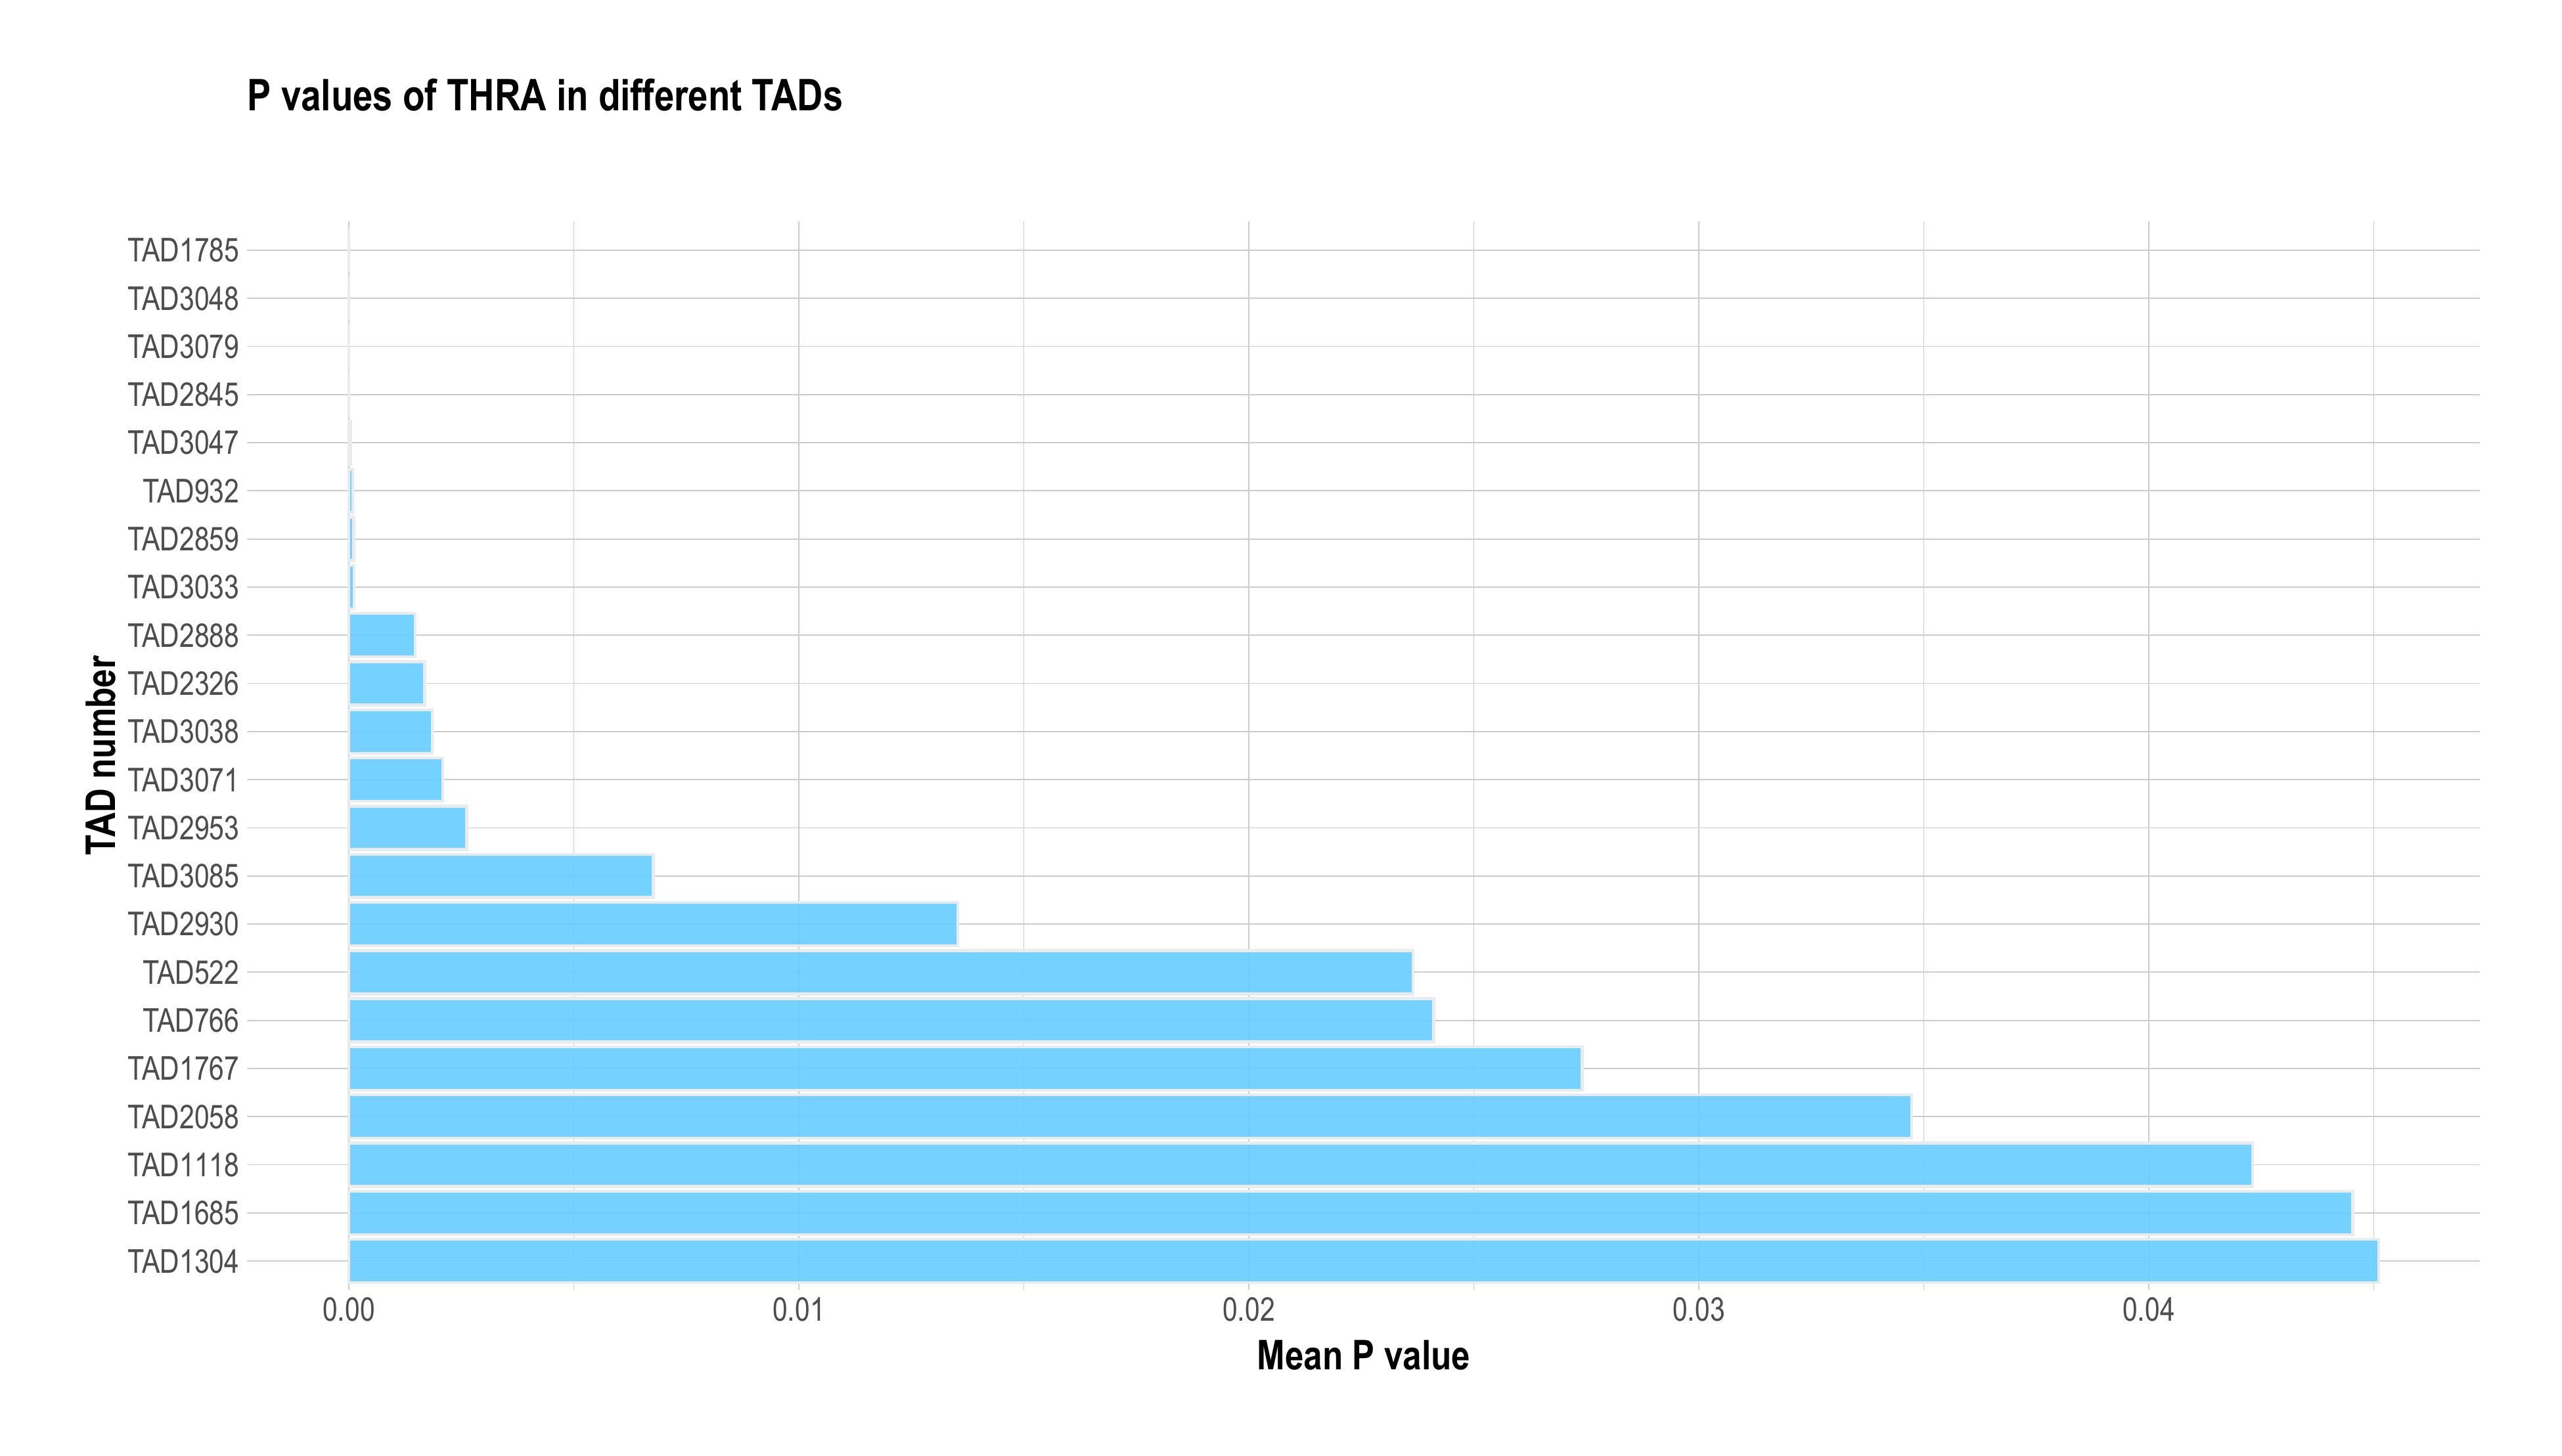 P values of THRA in different TADs
TAD number
TAD1785
TAD3048
TAD3079
TAD2845
TAD3047
TAD932
TAD2859
TAD3033
TAD2888
TAD2326
TAD3038
TAD3071
TAD2953
TAD3085
TAD2930
TAD522
TAD766
TAD1767
TAD2058
TAD1118
TAD1685
TAD1304
0.00 0.01 0.02 0.03 0.04
Mean P value